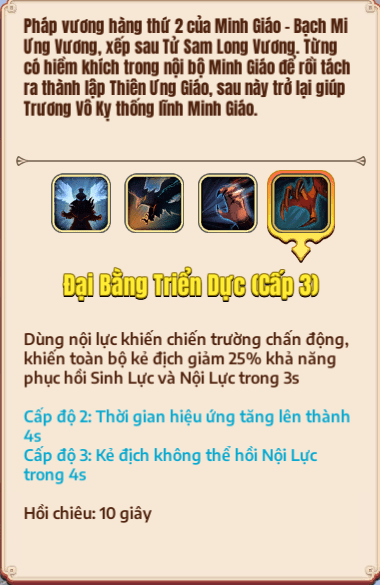 Pháp vương hàng thứ 2 của Minh Giáo - Bạch Mi
Ưng Vương, xếp sau Tử Sam Long Vương. Từng
có hiềm khích trong nội bộ Minh Giáo để rồi tách
ra thành lập Thiên Ưng Giáo, sau này trở lại giúp
Trương Vô Kỵ thống lĩnh Minh Giáo.
Đại Bằng Triển Dực (Cấp 3)
Dùng nội lực khiến chiến trường chấn động,
khiến toàn bộ kẻ địch giảm 25% khả năng
phục hồi Sinh Lực và Nội Lực trong 3s
Cấp độ 2: Thời gian hiệu ứng tăng lên thành
4s
Cấp độ 3: Kẻ địch không thể hồi Nội Lực
trong 4s
Hồi chiêu: 10 giây